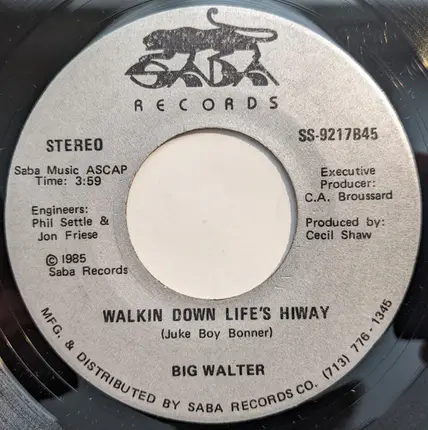 SABA
RECORDS
STEREO
SS-9217B45
Saba Music ASCAP
Time: 3:59
Executive
Producer:
C.A. Broussard
Engineers:
Phil Settle &
Jon Friese
Produced by:
Cecil Shaw
© 1985
Saba Records
WALKIN DOWN LIFE'S HIWAY
(Juke Boy Bonner)
BIG WALTER
MFG. & DISTRIBUTED BY SABA RECORDS CO. (713) 776-1345